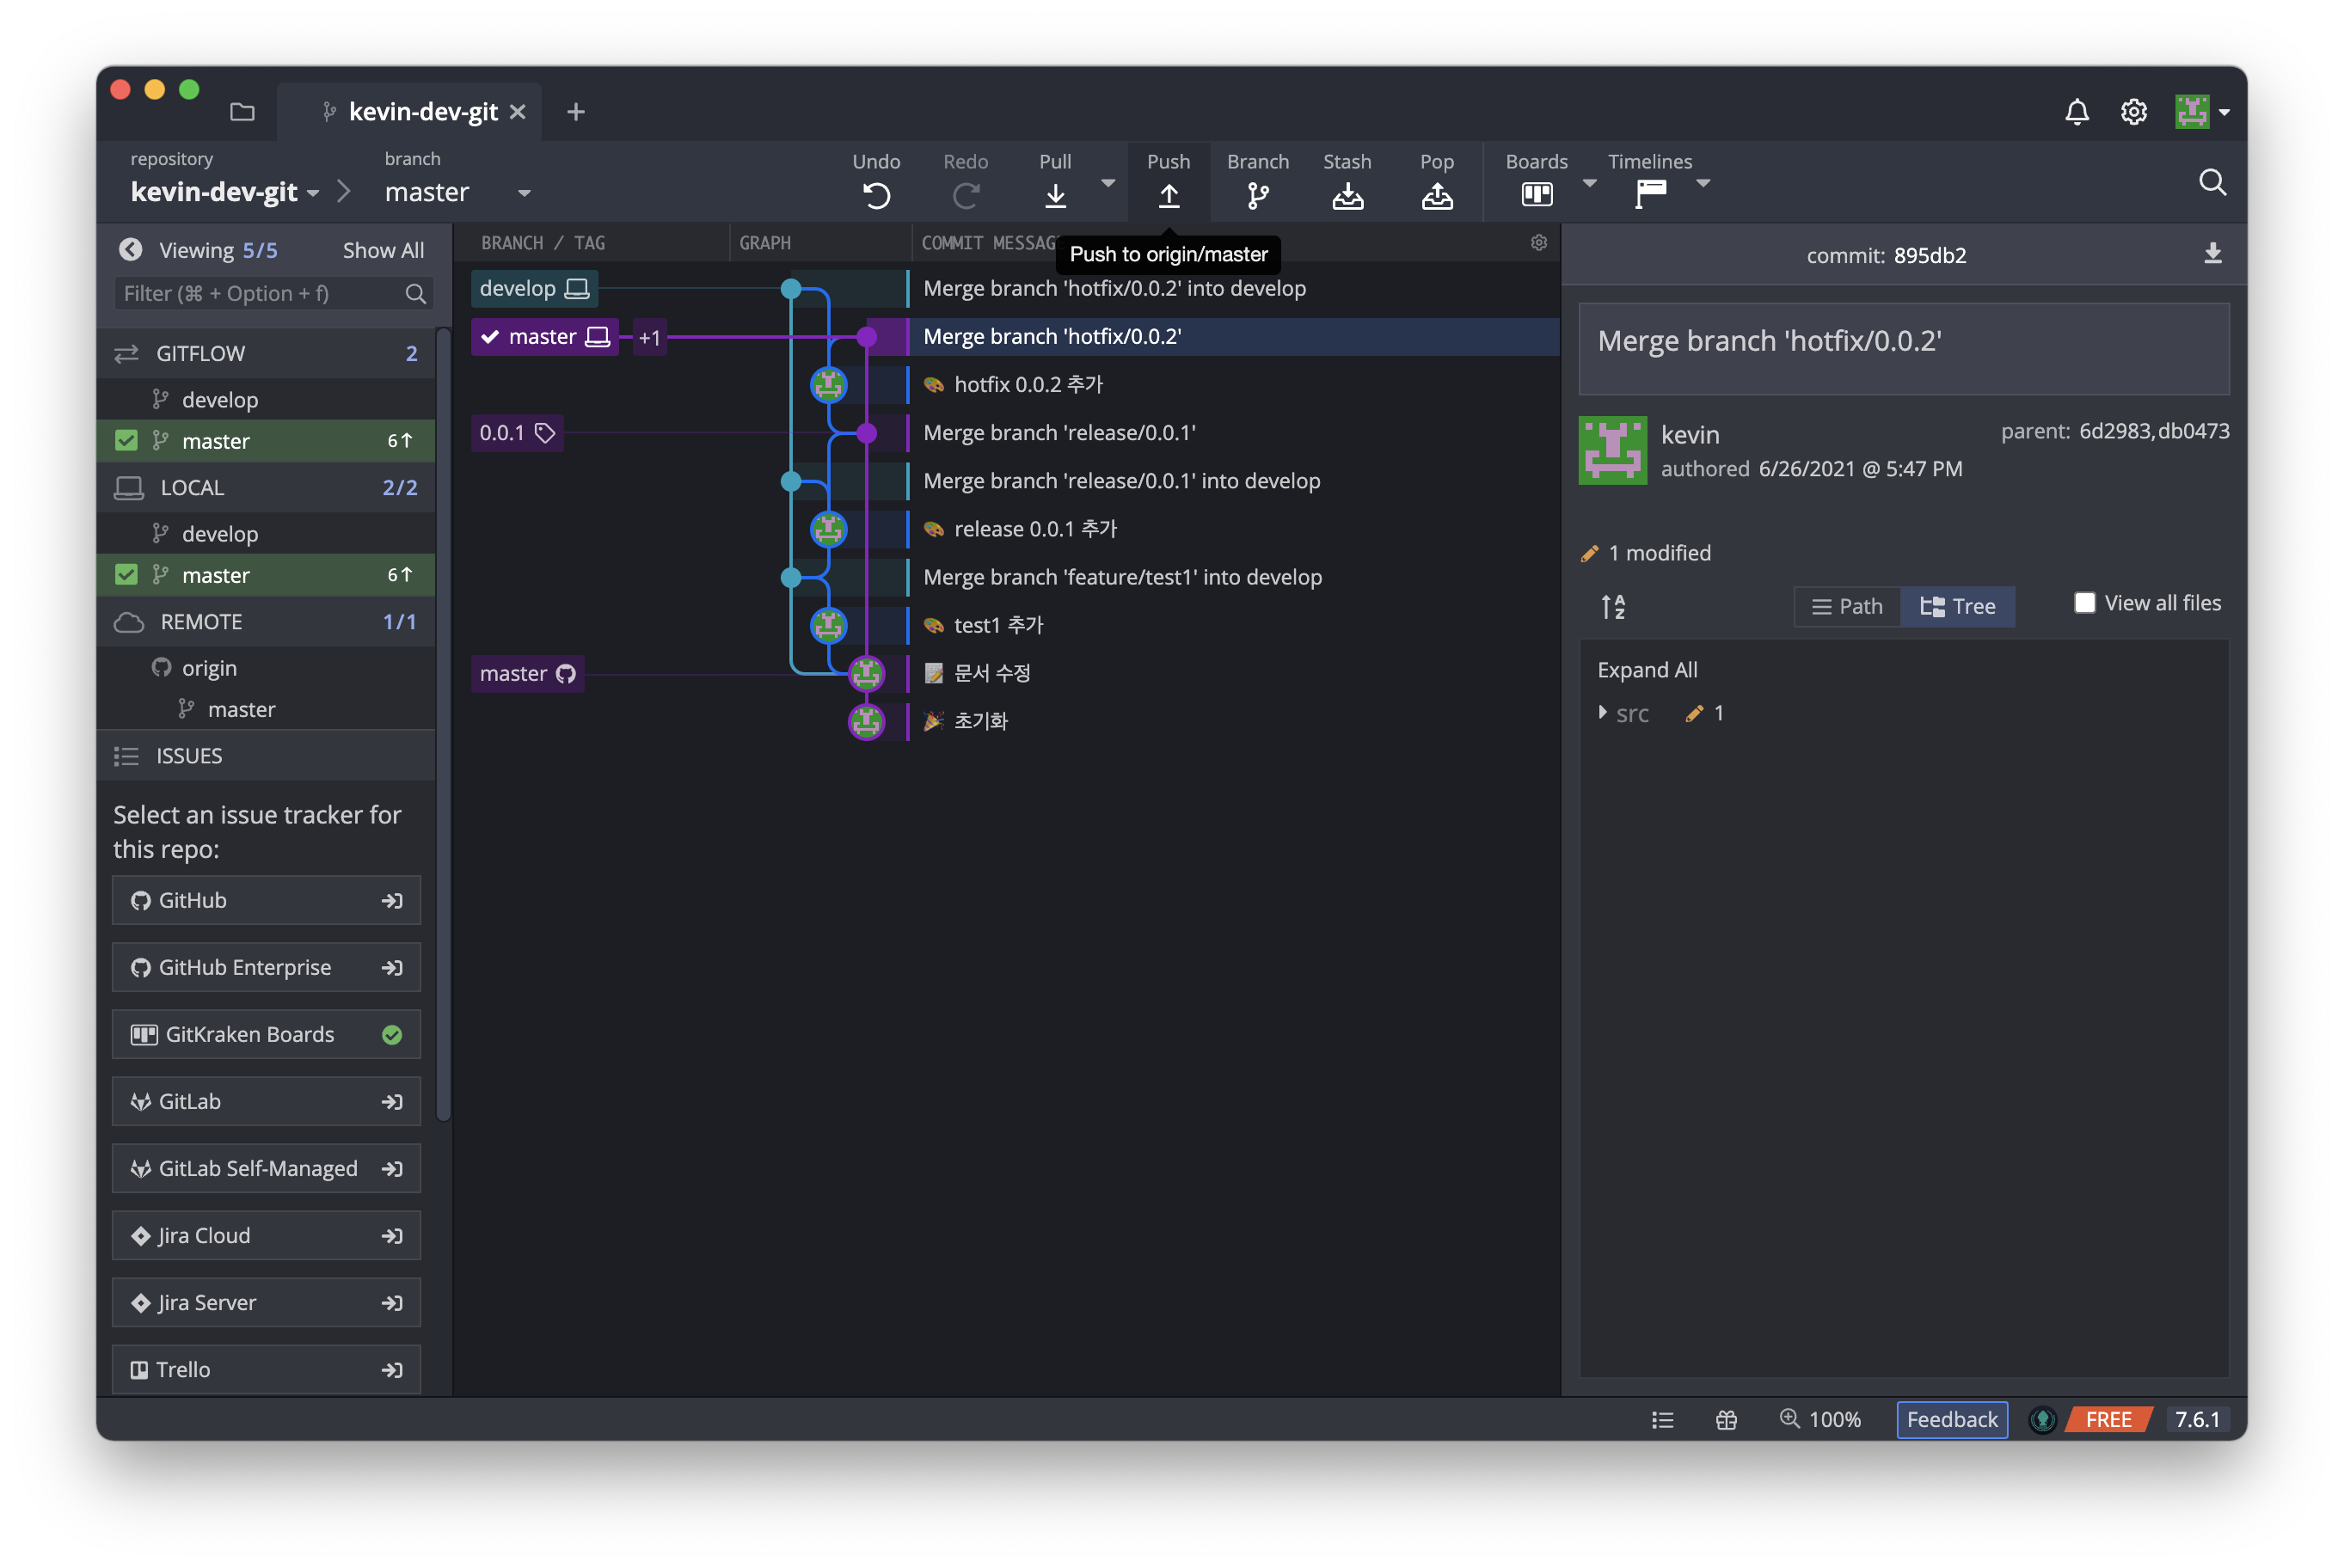 kevin-dev-git
repository
kevin-dev-git
branch
master
Undo
Redo
Pull
Push
Branch
Stash
Pop
Boards
Timelines
Viewing 5/5
Show All
Filter (⌘ + Option + f)
GITFLOW 2
develop
master 6↑
LOCAL 2/2
develop
master 6↑
REMOTE 1/1
origin
master
ISSUES
Select an issue tracker for
this repo:
GitHub
GitHub Enterprise
GitKraken Boards
GitLab
GitLab Self-Managed
Jira Cloud
Jira Server
Trello
BRANCH / TAG
GRAPH
COMMIT MESSAG
Push to origin/master
develop
Merge branch 'hotfix/0.0.2' into develop
master +1
Merge branch 'hotfix/0.0.2'
🎨 hotfix 0.0.2 추가
0.0.1
Merge branch 'release/0.0.1'
Merge branch 'release/0.0.1' into develop
🎨 release 0.0.1 추가
Merge branch 'feature/test1' into develop
🎨 test1 추가
master
📝 문서 수정
🎉 초기화
commit: 895db2
Merge branch 'hotfix/0.0.2'
kevin
authored 6/26/2021 @ 5:47 PM
parent: 6d2983,db0473
1 modified
A
Z
Path
Tree
View all files
Expand All
src 1
100%
Feedback
FREE
7.6.1